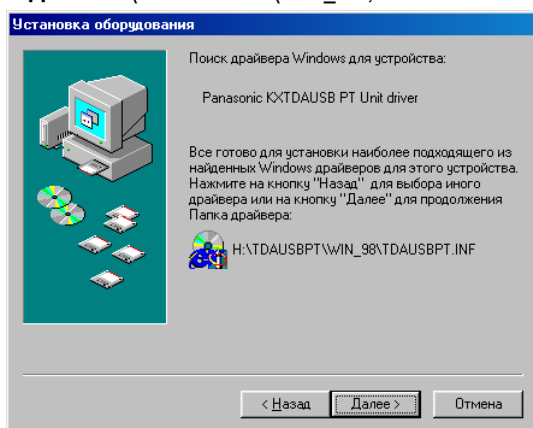 Установка оборудования
Поиск драйвера Windows для устройства:
Panasonic KXTDAUSB PT Unit driver
Все готово для установки наиболее подходящего из
найденных Windows драйверов для этого устройства.
Нажмите на кнопку "Назад" для выбора иного
драйвера или на кнопку "Далее" для продолжения
Папка драйвера:
H:\TDAUSBPT\WIN_98\TDAUSBPT.INF
< Назад Далее > Отмена